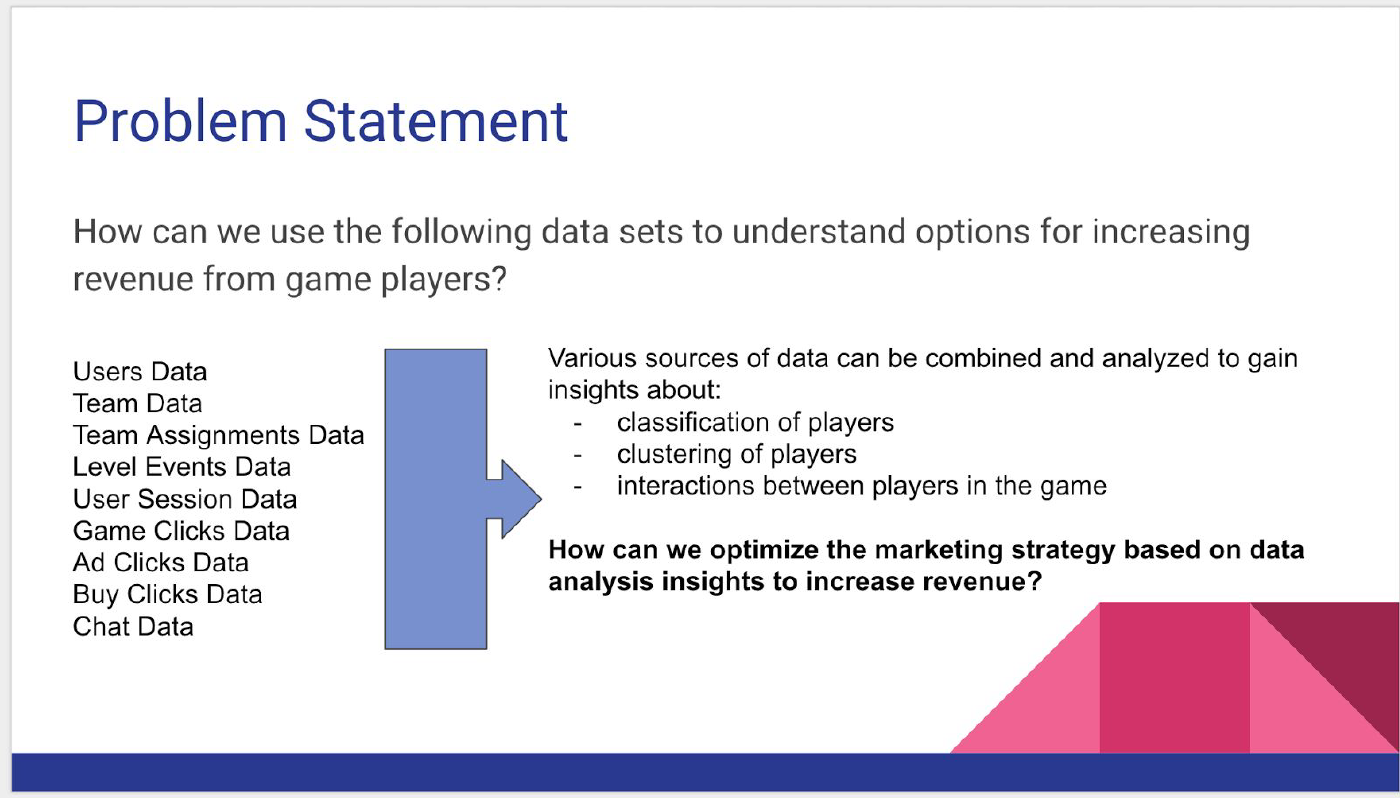 Problem Statement
How can we use the following data sets to understand options for increasing
revenue from game players?
Users Data
Team Data
Team Assignments Data
Level Events Data
User Session Data
Game Clicks Data
Ad Clicks Data
Buy Clicks Data
Chat Data
Various sources of data can be combined and analyzed to gain
insights about:
- classification of players
- clustering of players
- interactions between players in the game
How can we optimize the marketing strategy based on data
analysis insights to increase revenue?